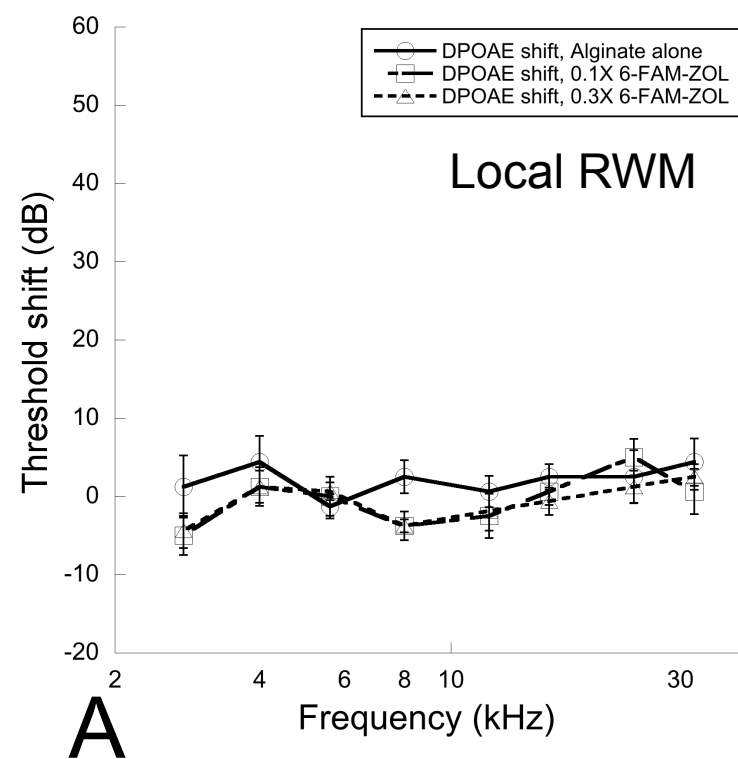 60
50
40
30
20
10
0
-10
-20
DPOAE shift, Alginate alone
DPOAE shift, 0.1X 6-FAM-ZOL
DPOAE shift, 0.3X 6-FAM-ZOL
Local RWM
Threshold shift (dB)
2 4 6 8 10 30
Frequency (kHz)
A